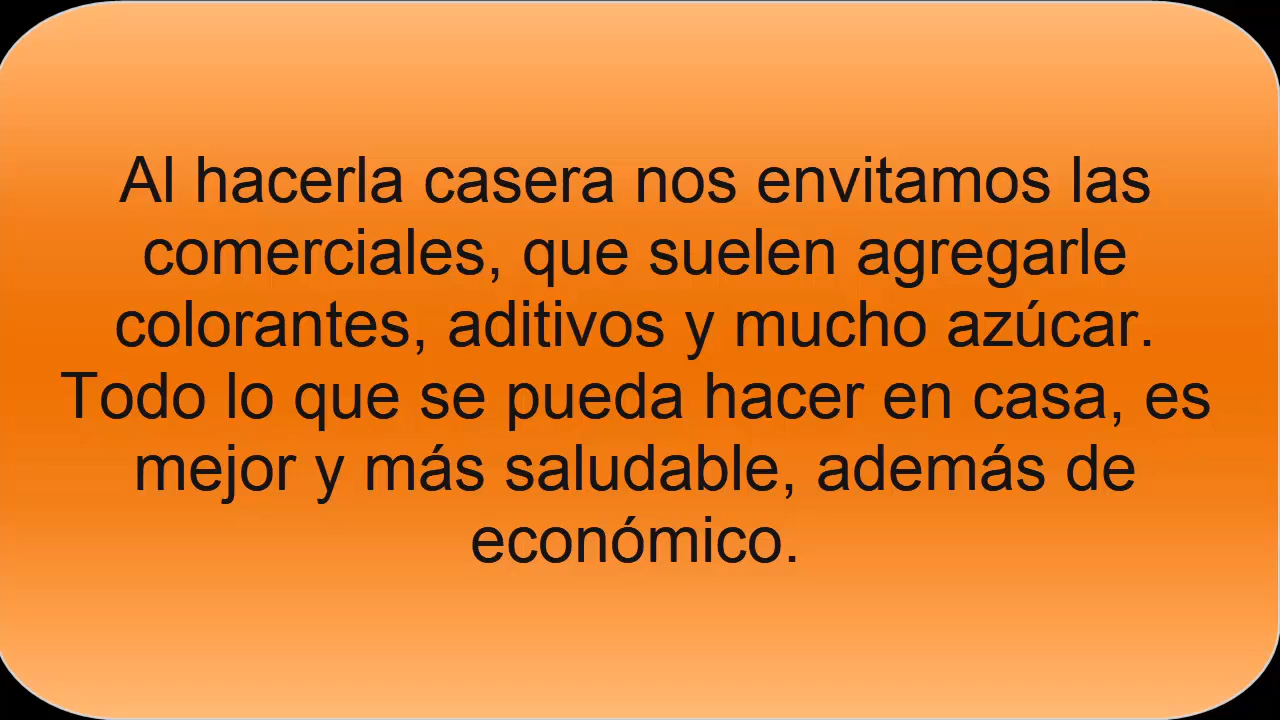 Al hacerla casera nos envitamos las
comerciales, que suelen agregarle
colorantes, aditivos y mucho azúcar.
Todo lo que se pueda hacer en casa, es
mejor y más saludable, además de
económico.